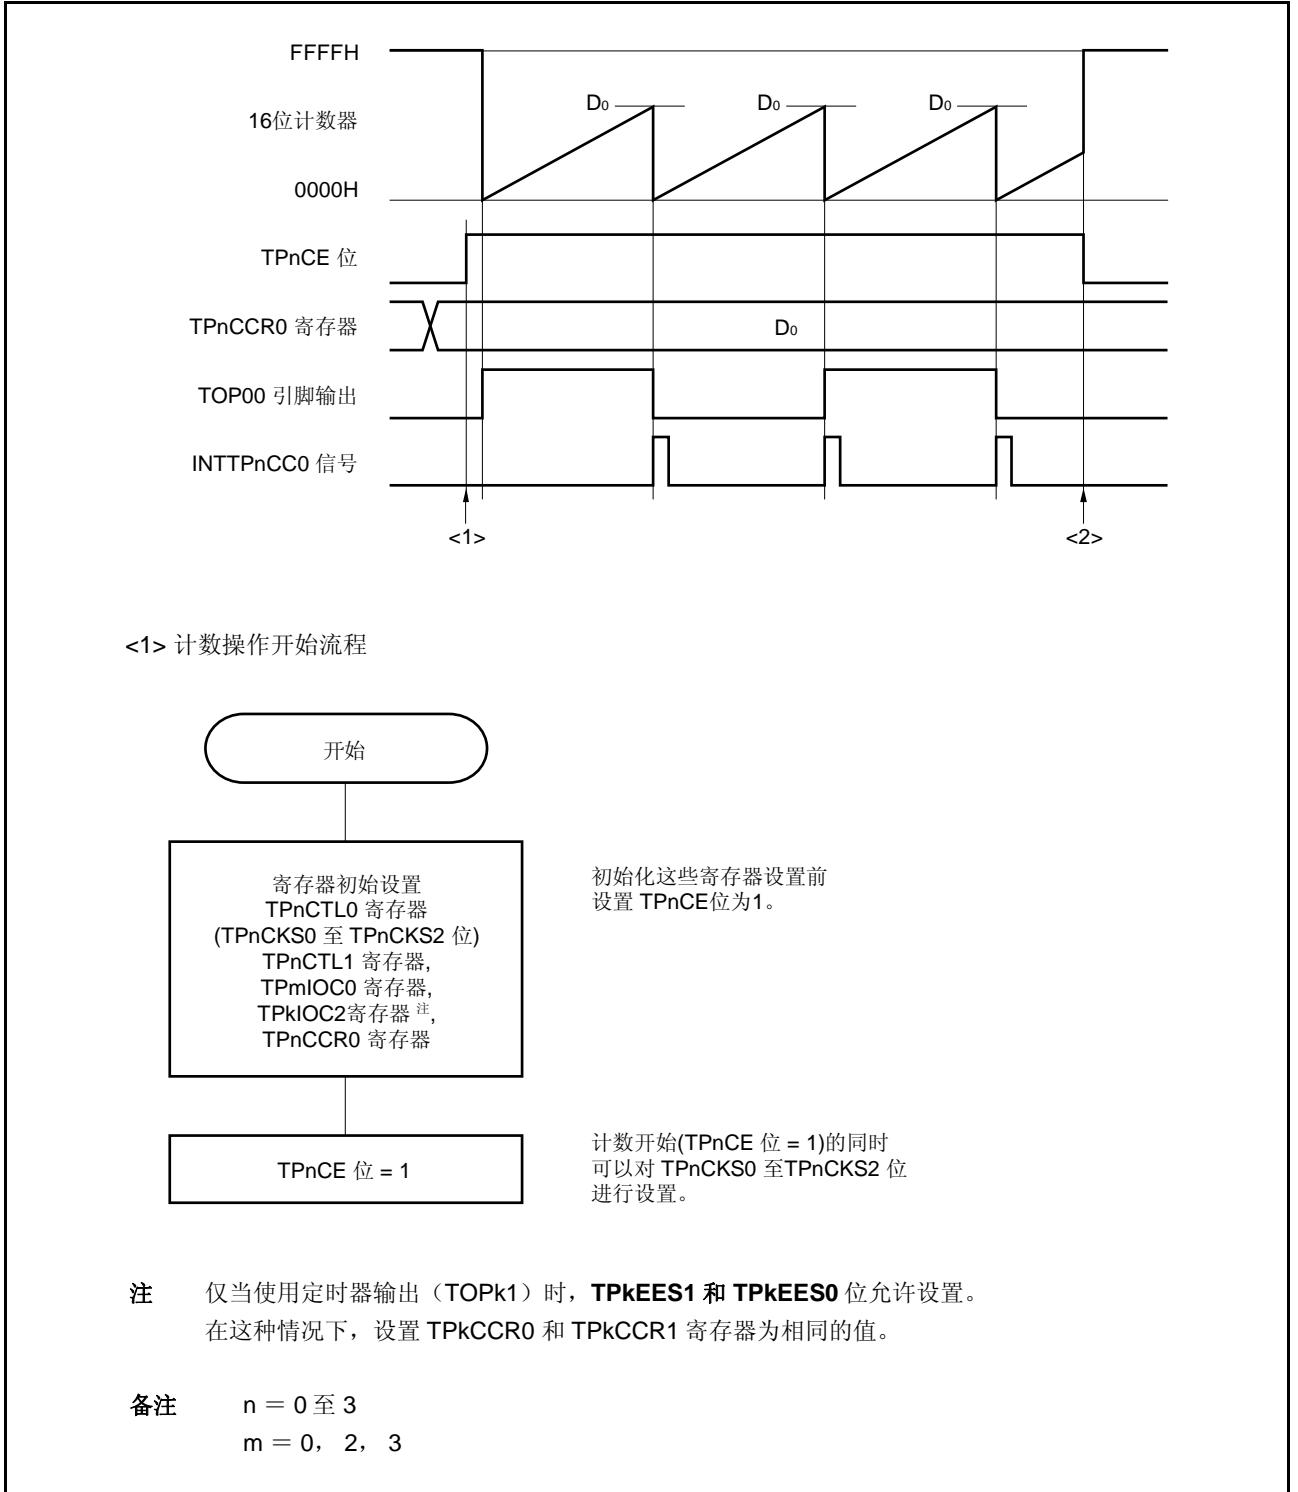 FFFFH
D0 D0 D0
16位计数器
0000H
TPnCE 位
TPnCCR0 寄存器
D0
TOP00 引脚输出
INTTPnCC0 信号
<1> <2>
<1> 计数操作开始流程
开始
寄存器初始设置
TPnCTL0 寄存器
(TPnCKS0 至 TPnCKS2 位)
TPnCTL1 寄存器,
TPmIOC0 寄存器,
TPkIOC2寄存器 注,
TPnCCR0 寄存器
初始化这些寄存器设置前
设置 TPnCE位为1。
TPnCE 位 = 1
计数开始(TPnCE 位 = 1)的同时
可以对 TPnCKS0 至TPnCKS2 位
进行设置。
注 仅当使用定时器输出（TOPk1）时，TPkEES1 和 TPkEES0 位允许设置。
在这种情况下，设置 TPkCCR0 和 TPkCCR1 寄存器为相同的值。
备注 n ＝ 0 至 3
m ＝ 0， 2， 3